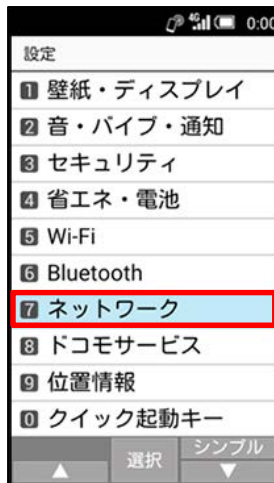 4G 0:00
設定
1 壁紙・ディスプレイ
2 音・バイブ・通知
3 セキュリティ
4 省エネ・電池
5 Wi-Fi
6 Bluetooth
7 ネットワーク
8 ドコモサービス
9 位置情報
0 クイック起動キー
選択 シンプル